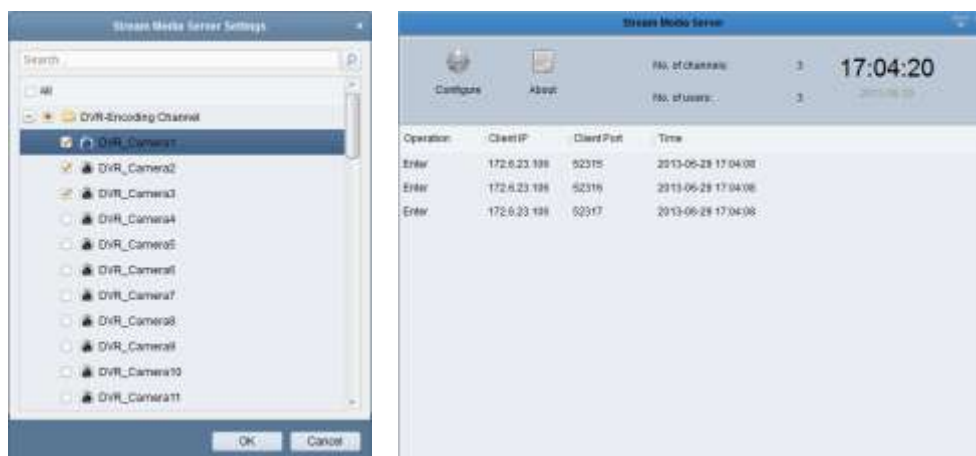 Stream Media Server Settings
Search
All
DVR-Encoding Channel
DVR_Camera1
DVR_Camera2
DVR_Camera3
DVR_Camera4
DVR_Camera5
DVR_Camera6
DVR_Camera7
DVR_Camera8
DVR_Camera9
DVR_Camera10
DVR_Camera11
OK Cancel
Stream Media Server
Configure About
No. of channels: 3
No. of users: 3
17:04:20
Operation Client IP Client Port Time
Enter 172.6.23.106 52315 2013-06-29 17:04:08
Enter 172.6.23.106 52316 2013-06-29 17:04:08
Enter 172.6.23.106 52317 2013-06-29 17:04:08